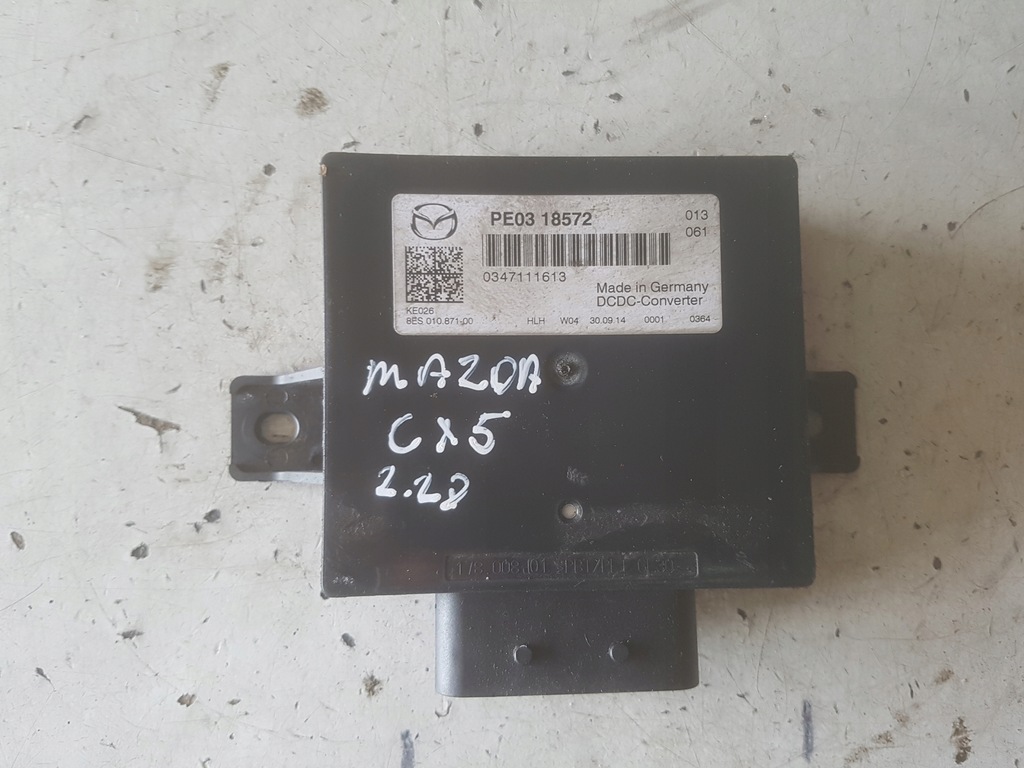 PE03 18572
013
061
0347111613
Made in Germany
DCDC-Converter
KE026
8ES 010.871-00 HLH W04 30.09.14 0001 0364
MAZDA
CX5
2.2D